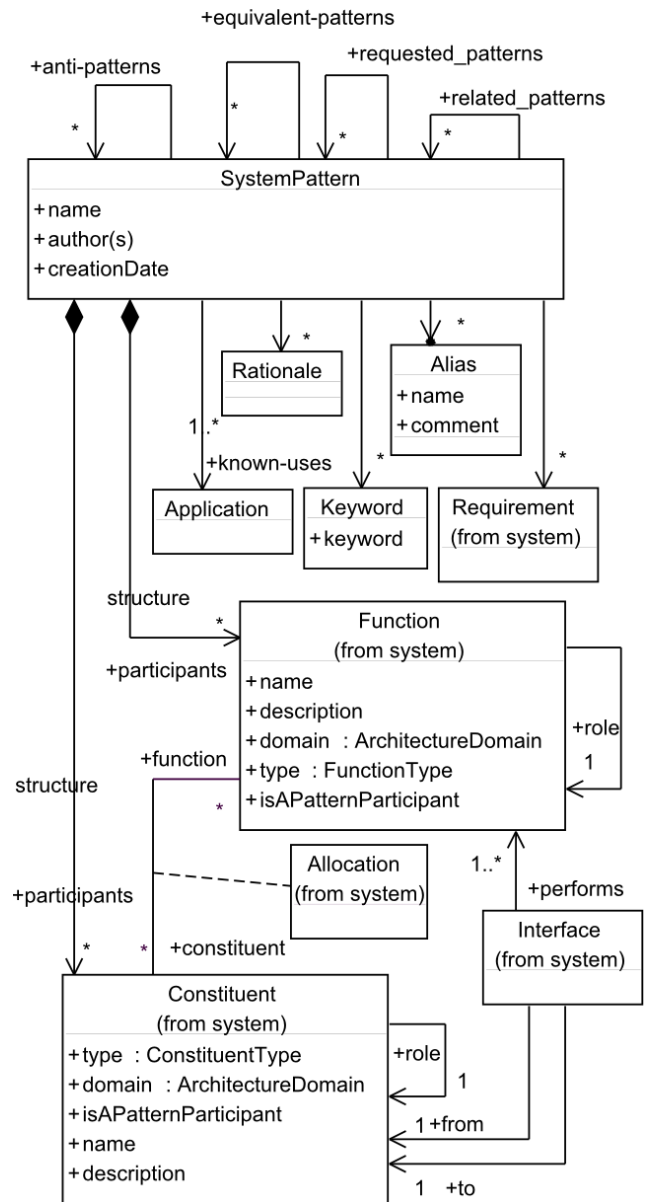 +equivalent-patterns
+anti-patterns
+requested_patterns
+related_patterns
*
*
*
*
SystemPattern
+name
+author(s)
+creationDate
*
Rationale
*
Alias
+name
+comment
1..*
+known-uses
*
*
Application
Keyword
+keyword
Requirement
(from system)
structure
*
+participants
Function
(from system)
+name
+description
+domain : ArchitectureDomain
+type : FunctionType
+isAPatternParticipant
+role
1
+function
*
structure
Allocation
(from system)
1..*
+performs
+participants
*
*
+constituent
Interface
(from system)
Constituent
(from system)
+type : ConstituentType
+domain : ArchitectureDomain
+isAPatternParticipant
+name
+description
+role
1
1 +from
1 +to